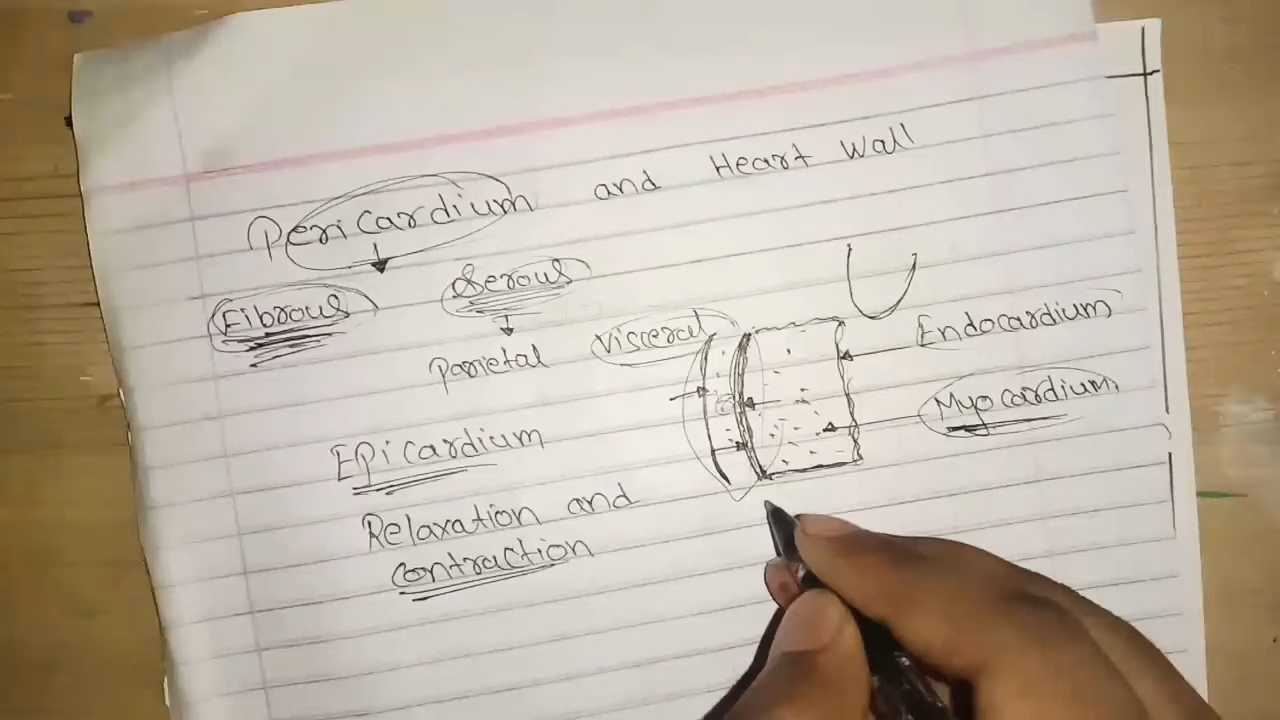 Pericardium and Heart Wall
Fibrous Serous
Parietal Visceral
Endocardium
Myocardium
Epicardium
Relaxation and
contraction